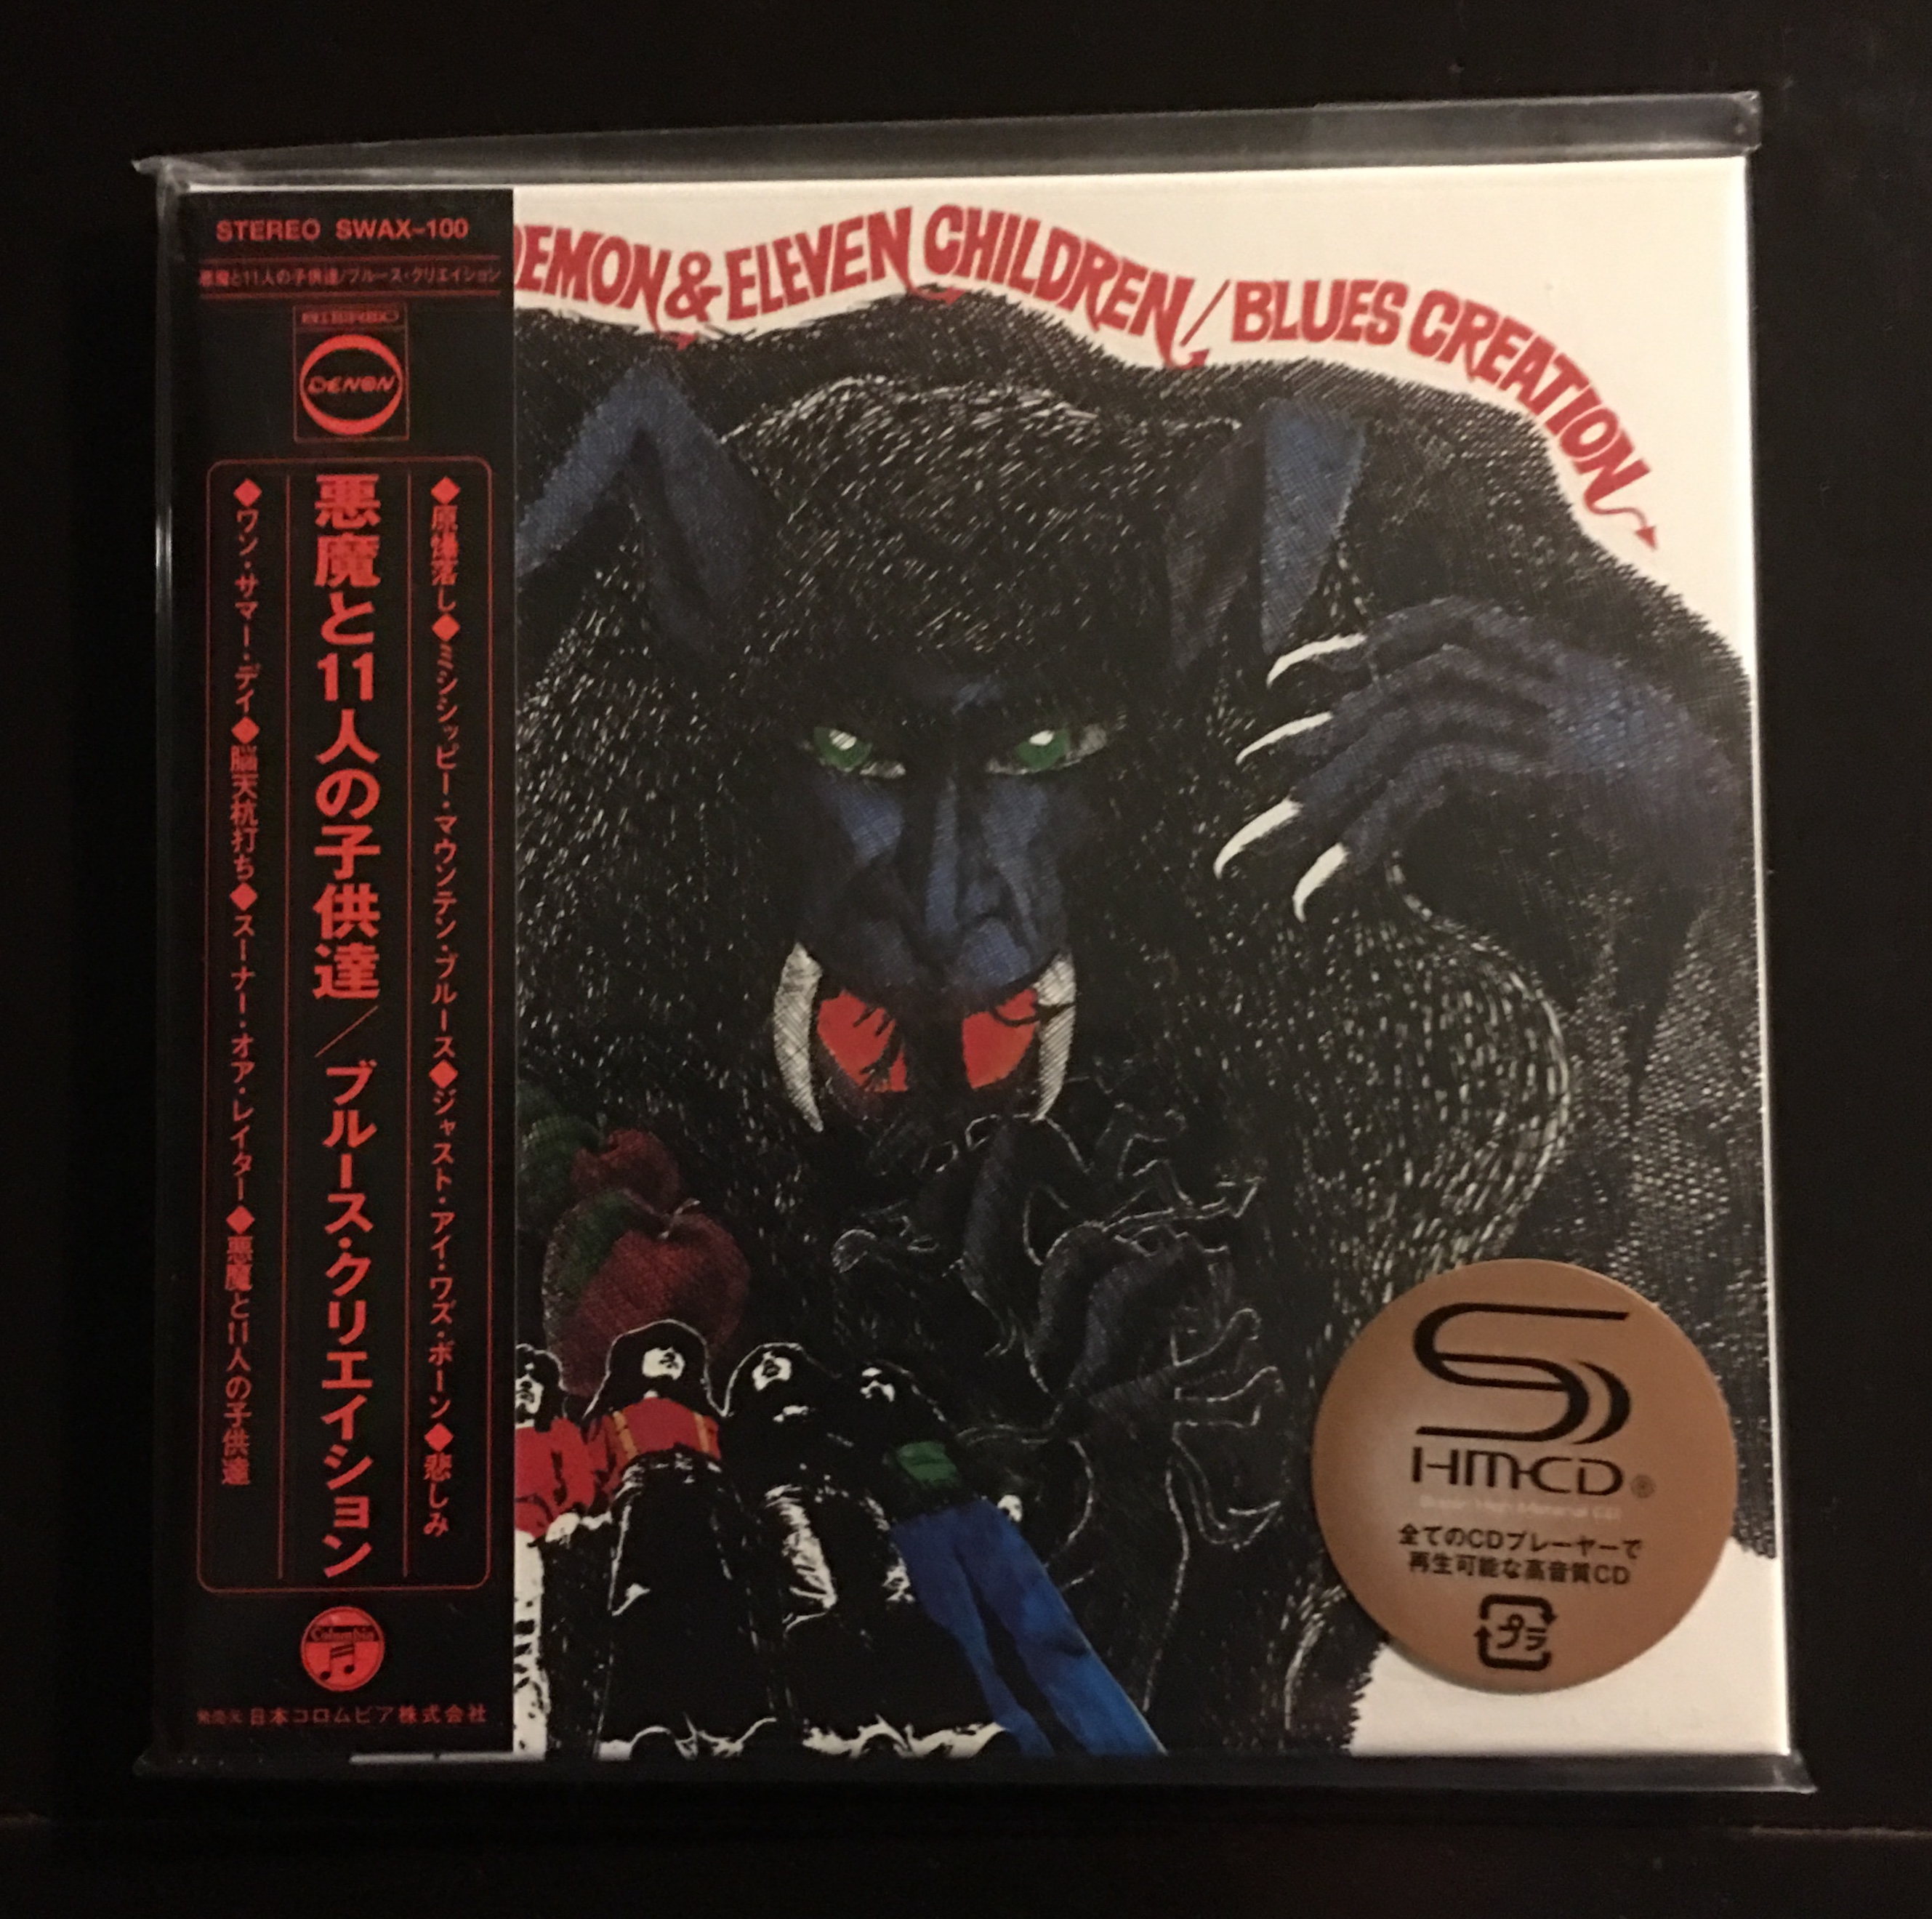 STEREO SWAX-100
悪魔と11人の子供達/ブルース・クリエイション
STEREO
DENON
◆原爆落し◆ミシシッピー・マウンテン・ブルース◆ジャスト・アイ・ワズ・ボーン◆悲しみ
悪魔と11人の子供達/ブルース・クリエイション
◆ワン・サマー・デイ◆脳天杭打ち◆スーナー・オア・レイター◆悪魔と11人の子供達
Columbia
発売元 日本コロムビア株式会社
DEMON & ELEVEN CHILDREN/BLUES CREATION
SHM-CD®
Super High Material CD
全てのCDプレーヤーで
再生可能な高音質CD
プラ